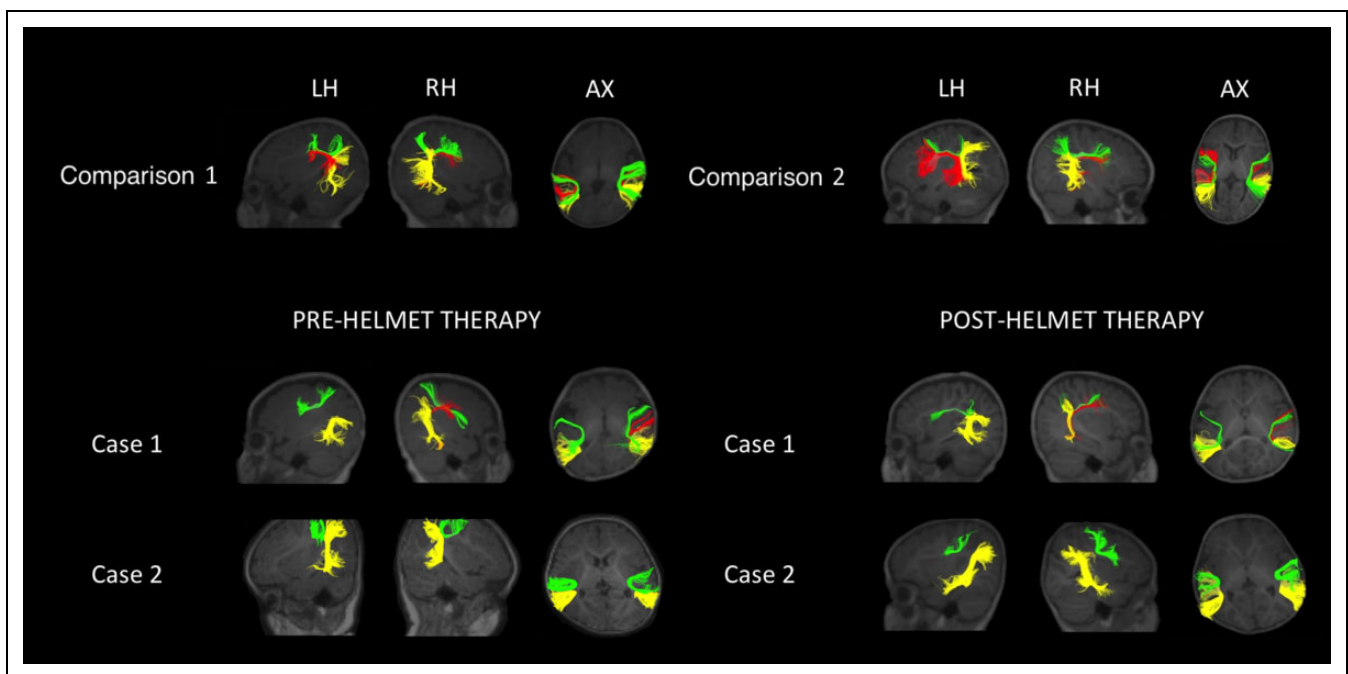 LH RH AX LH RH AX
Comparison 1 Comparison 2
PRE-HELMET THERAPY POST-HELMET THERAPY
Case 1 Case 1
Case 2 Case 2